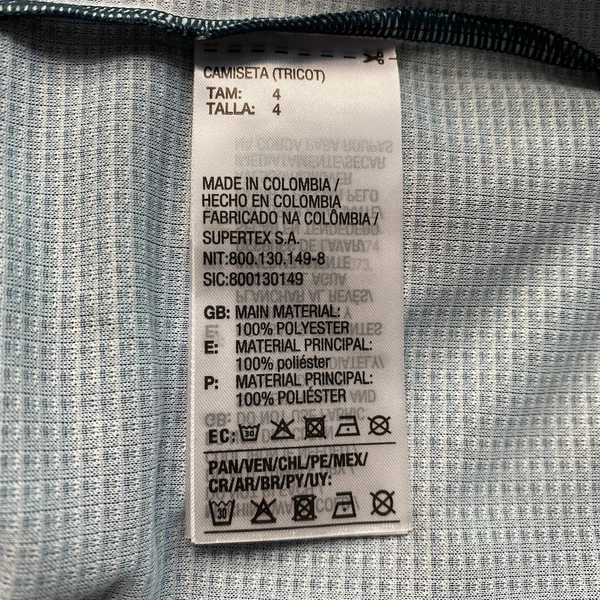 CAMISETA (TRICOT)
TAM: 4
TALLA: 4
MADE IN COLOMBIA /
HECHO EN COLOMBIA
FABRICADO NA COLÔMBIA /
SUPERTEX S.A.
NIT:800.130.149-8
SIC:800130149
GB: MAIN MATERIAL:
100% POLYESTER
E: MATERIAL PRINCIPAL:
100% poliéster
P: MATERIAL PRINCIPAL:
100% POLIÉSTER
EC: 30
PAN/VEN/CHL/PE/MEX/
CR/AR/BR/PY/UY:
30